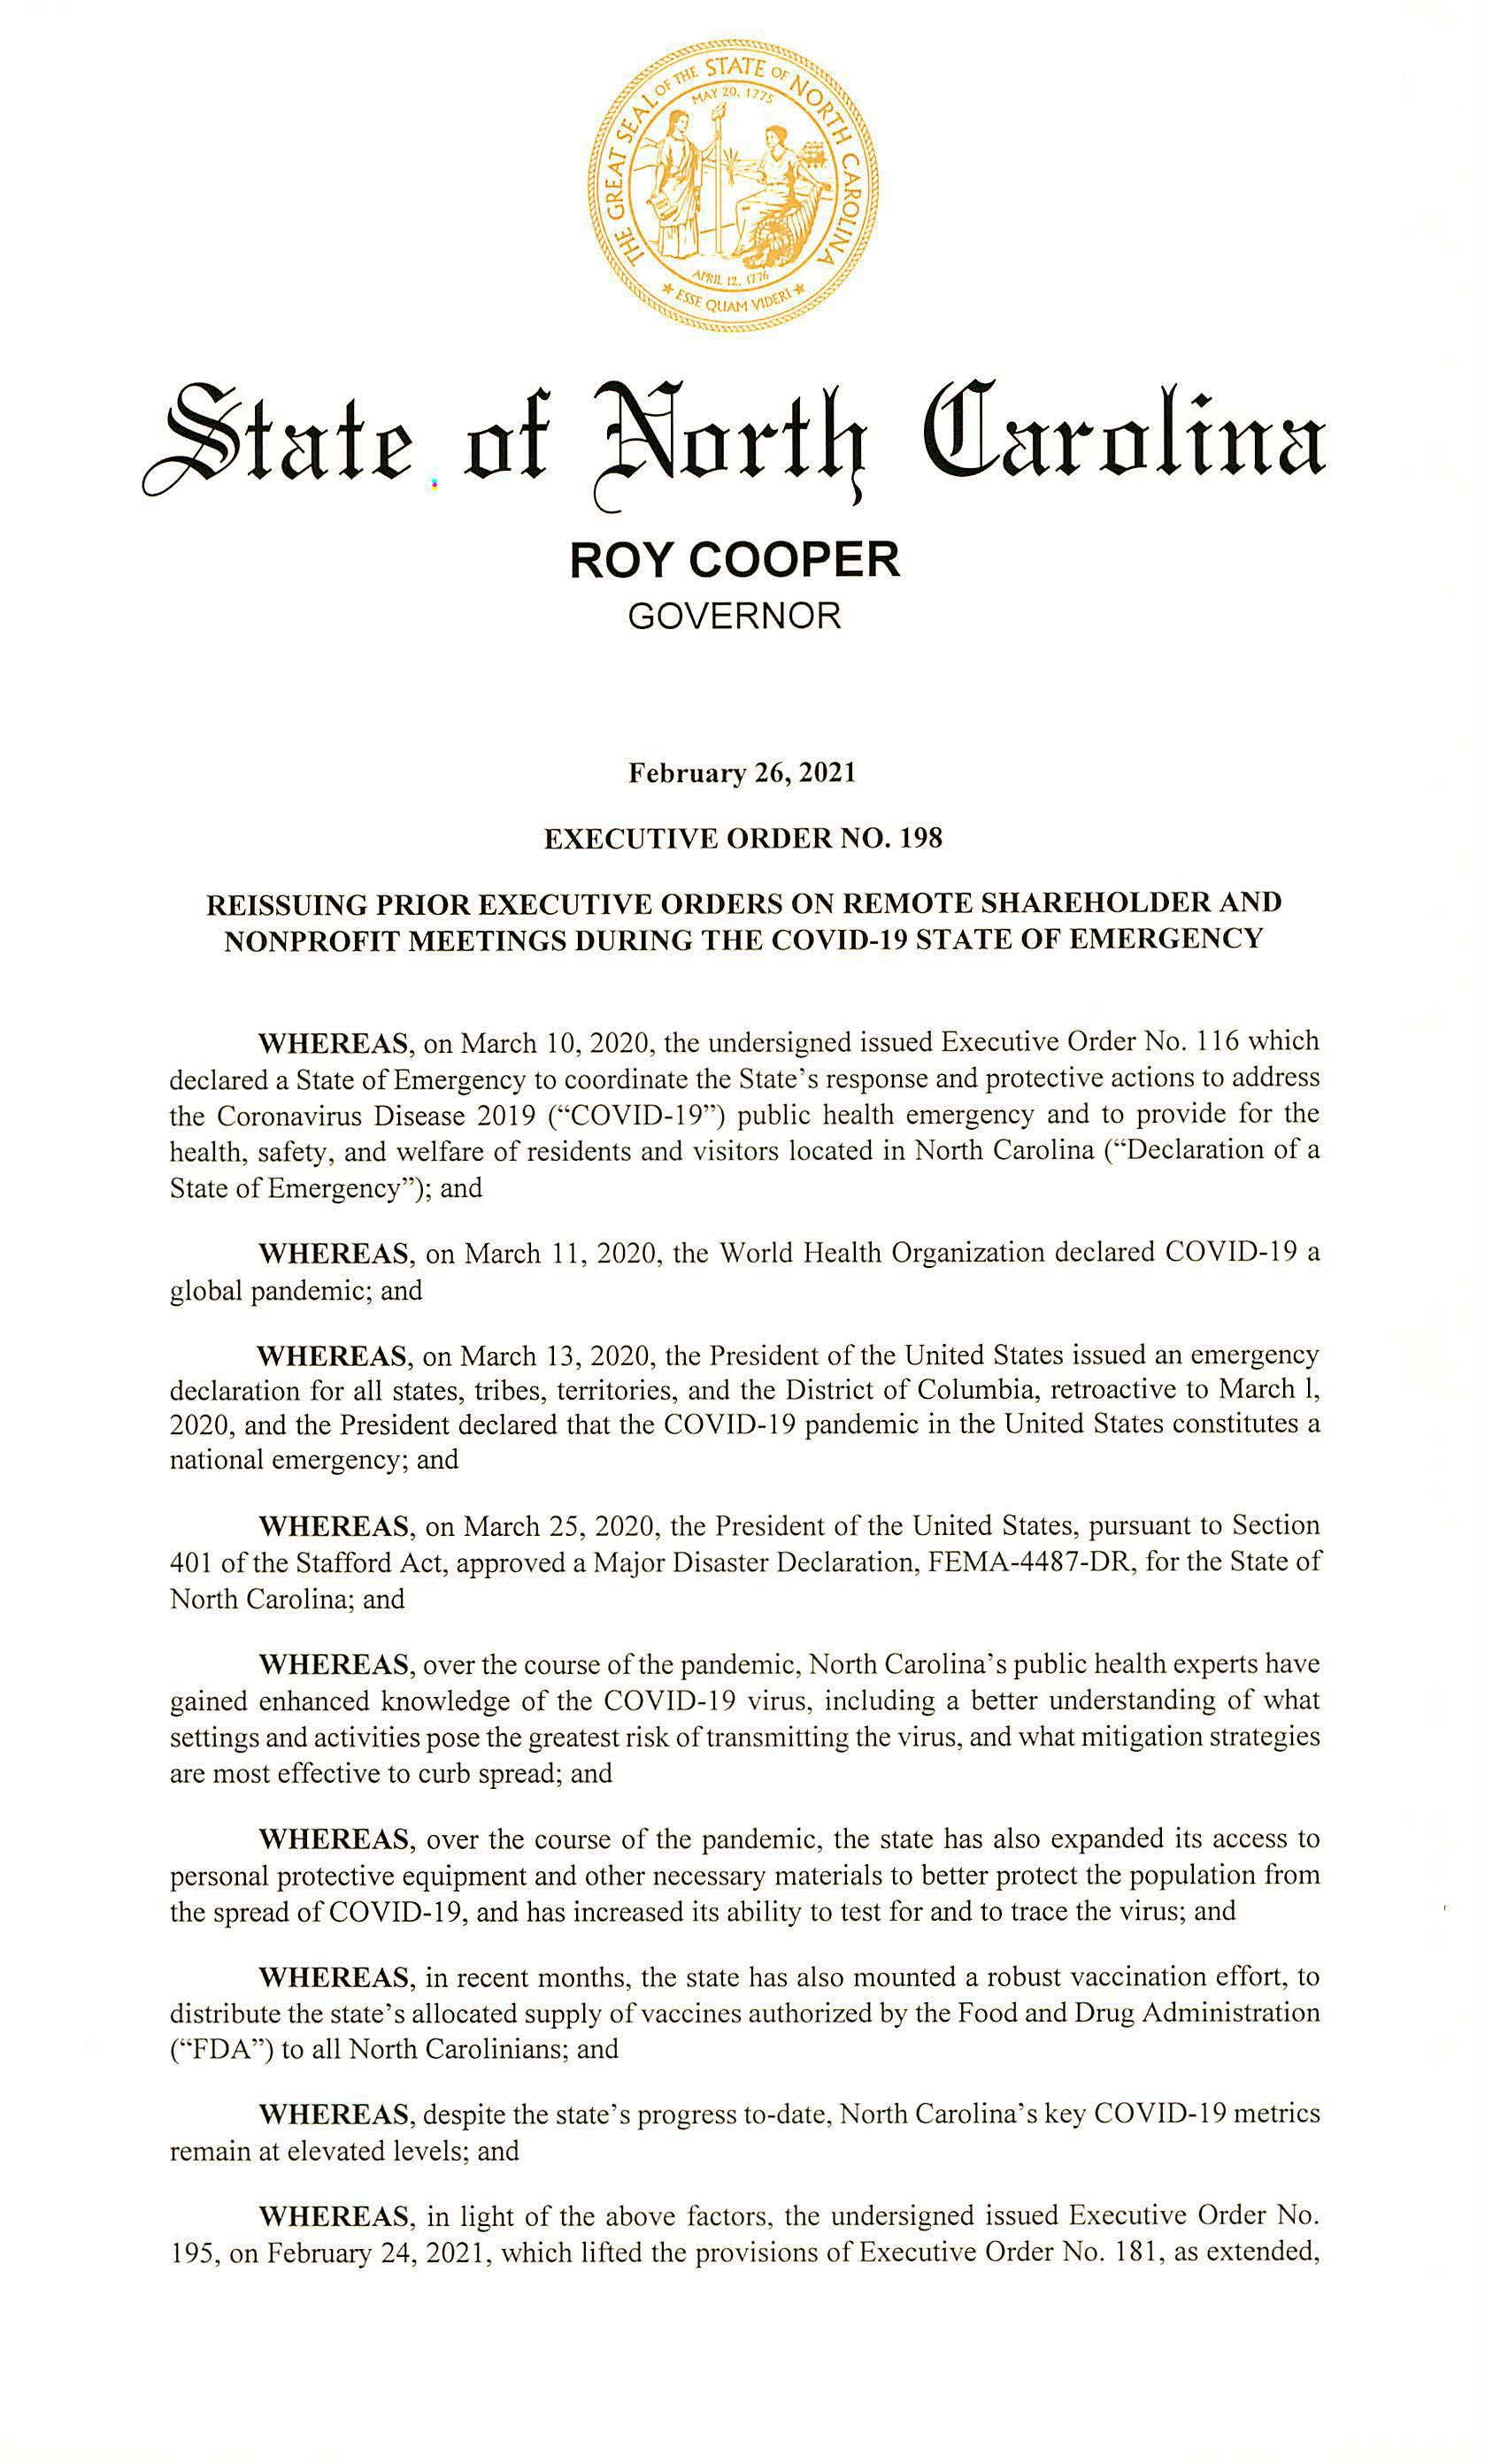 THE GREAT SEAL OF THE STATE OF NORTH CAROLINA
MAY 20, 1775
APRIL 12, 1776
★ ESSE QUAM VIDERI ★
State of North Carolina
ROY COOPER
GOVERNOR
February 26, 2021
EXECUTIVE ORDER NO. 198
REISSUING PRIOR EXECUTIVE ORDERS ON REMOTE SHAREHOLDER AND
NONPROFIT MEETINGS DURING THE COVID-19 STATE OF EMERGENCY
WHEREAS, on March 10, 2020, the undersigned issued Executive Order No. 116 which
declared a State of Emergency to coordinate the State's response and protective actions to address
the Coronavirus Disease 2019 (“COVID-19”) public health emergency and to provide for the
health, safety, and welfare of residents and visitors located in North Carolina (“Declaration of a
State of Emergency”); and
WHEREAS, on March 11, 2020, the World Health Organization declared COVID-19 a
global pandemic; and
WHEREAS, on March 13, 2020, the President of the United States issued an emergency
declaration for all states, tribes, territories, and the District of Columbia, retroactive to March 1,
2020, and the President declared that the COVID-19 pandemic in the United States constitutes a
national emergency; and
WHEREAS, on March 25, 2020, the President of the United States, pursuant to Section
401 of the Stafford Act, approved a Major Disaster Declaration, FEMA-4487-DR, for the State of
North Carolina; and
WHEREAS, over the course of the pandemic, North Carolina's public health experts have
gained enhanced knowledge of the COVID-19 virus, including a better understanding of what
settings and activities pose the greatest risk of transmitting the virus, and what mitigation strategies
are most effective to curb spread; and
WHEREAS, over the course of the pandemic, the state has also expanded its access to
personal protective equipment and other necessary materials to better protect the population from
the spread of COVID-19, and has increased its ability to test for and to trace the virus; and
WHEREAS, in recent months, the state has also mounted a robust vaccination effort, to
distribute the state's allocated supply of vaccines authorized by the Food and Drug Administration
(“FDA”) to all North Carolinians; and
WHEREAS, despite the state's progress to-date, North Carolina's key COVID-19 metrics
remain at elevated levels; and
WHEREAS, in light of the above factors, the undersigned issued Executive Order No.
195, on February 24, 2021, which lifted the provisions of Executive Order No. 181, as extended,